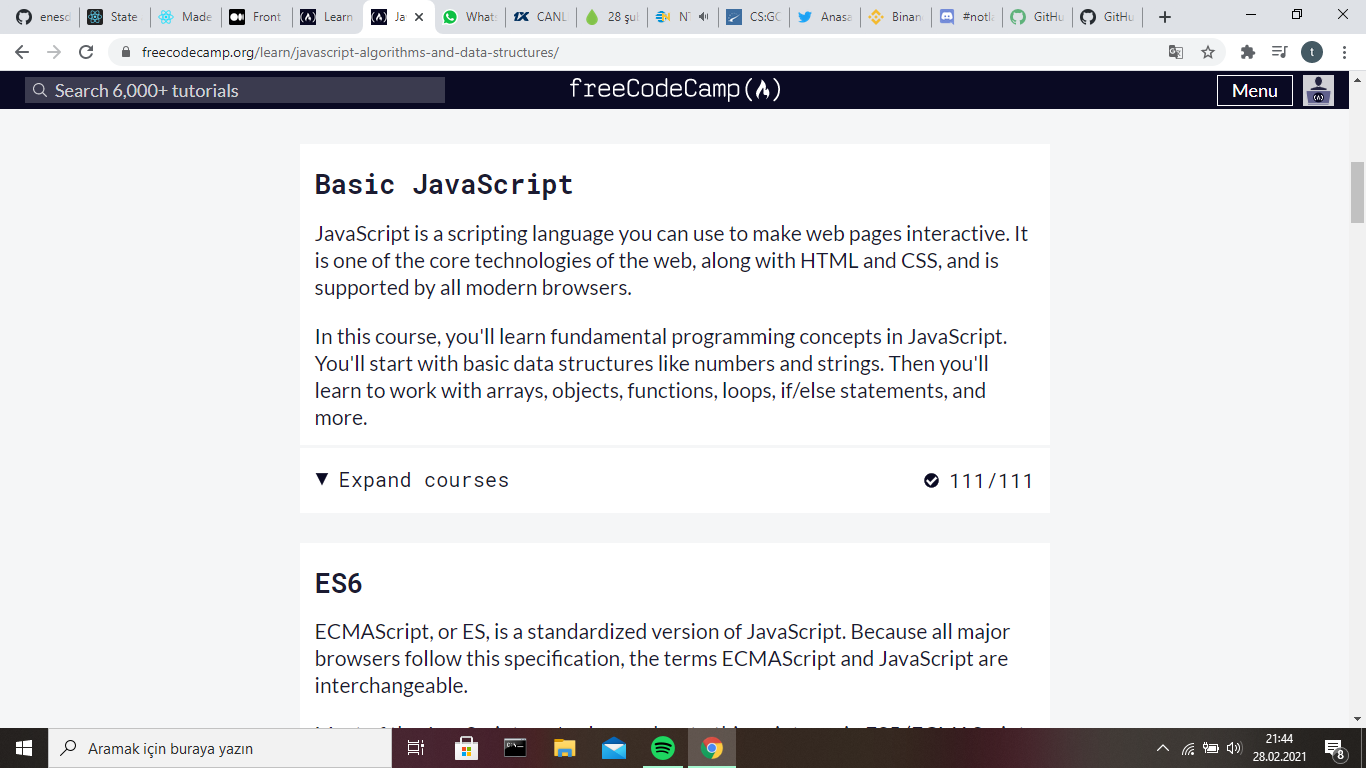 enesd
State
Made
Front
Learn
Ja
What
CANL
28 şu
CS:GO
Anasa
Binan
#notla
GitHu
GitHu
freecodecamp.org/learn/javascript-algorithms-and-data-structures/
t
Search 6,000+ tutorials
freeCodeCamp(🔥)
Menu
Basic JavaScript
JavaScript is a scripting language you can use to make web pages interactive. It
is one of the core technologies of the web, along with HTML and CSS, and is
supported by all modern browsers.
In this course, you'll learn fundamental programming concepts in JavaScript.
You'll start with basic data structures like numbers and strings. Then you'll
learn to work with arrays, objects, functions, loops, if/else statements, and
more.
Expand courses 111/111
ES6
ECMAScript, or ES, is a standardized version of JavaScript. Because all major
browsers follow this specification, the terms ECMAScript and JavaScript are
interchangeable.
Aramak için buraya yazın
21:44
28.02.2021
8